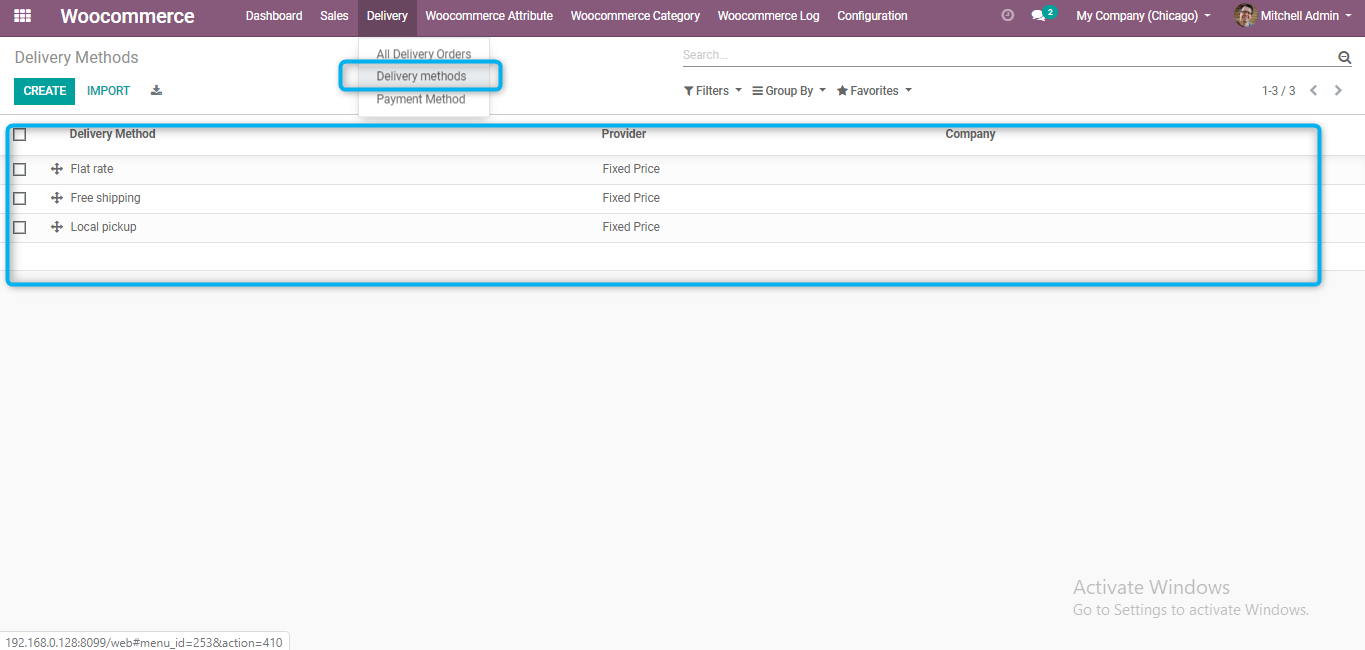 Woocommerce Dashboard Sales Delivery Woocommerce Attribute Woocommerce Category Woocommerce Log Configuration 2 My Company (Chicago) Mitchell Admin
Delivery Methods
Search...
All Delivery Orders
Delivery methods
Payment Method
CREATE IMPORT
Filters Group By Favorites 1-3 / 3
Delivery Method Provider Company
Flat rate Fixed Price
Free shipping Fixed Price
Local pickup Fixed Price
Activate Windows
Go to Settings to activate Windows.
192.168.0.128:8099/web#menu_id=253&action=410